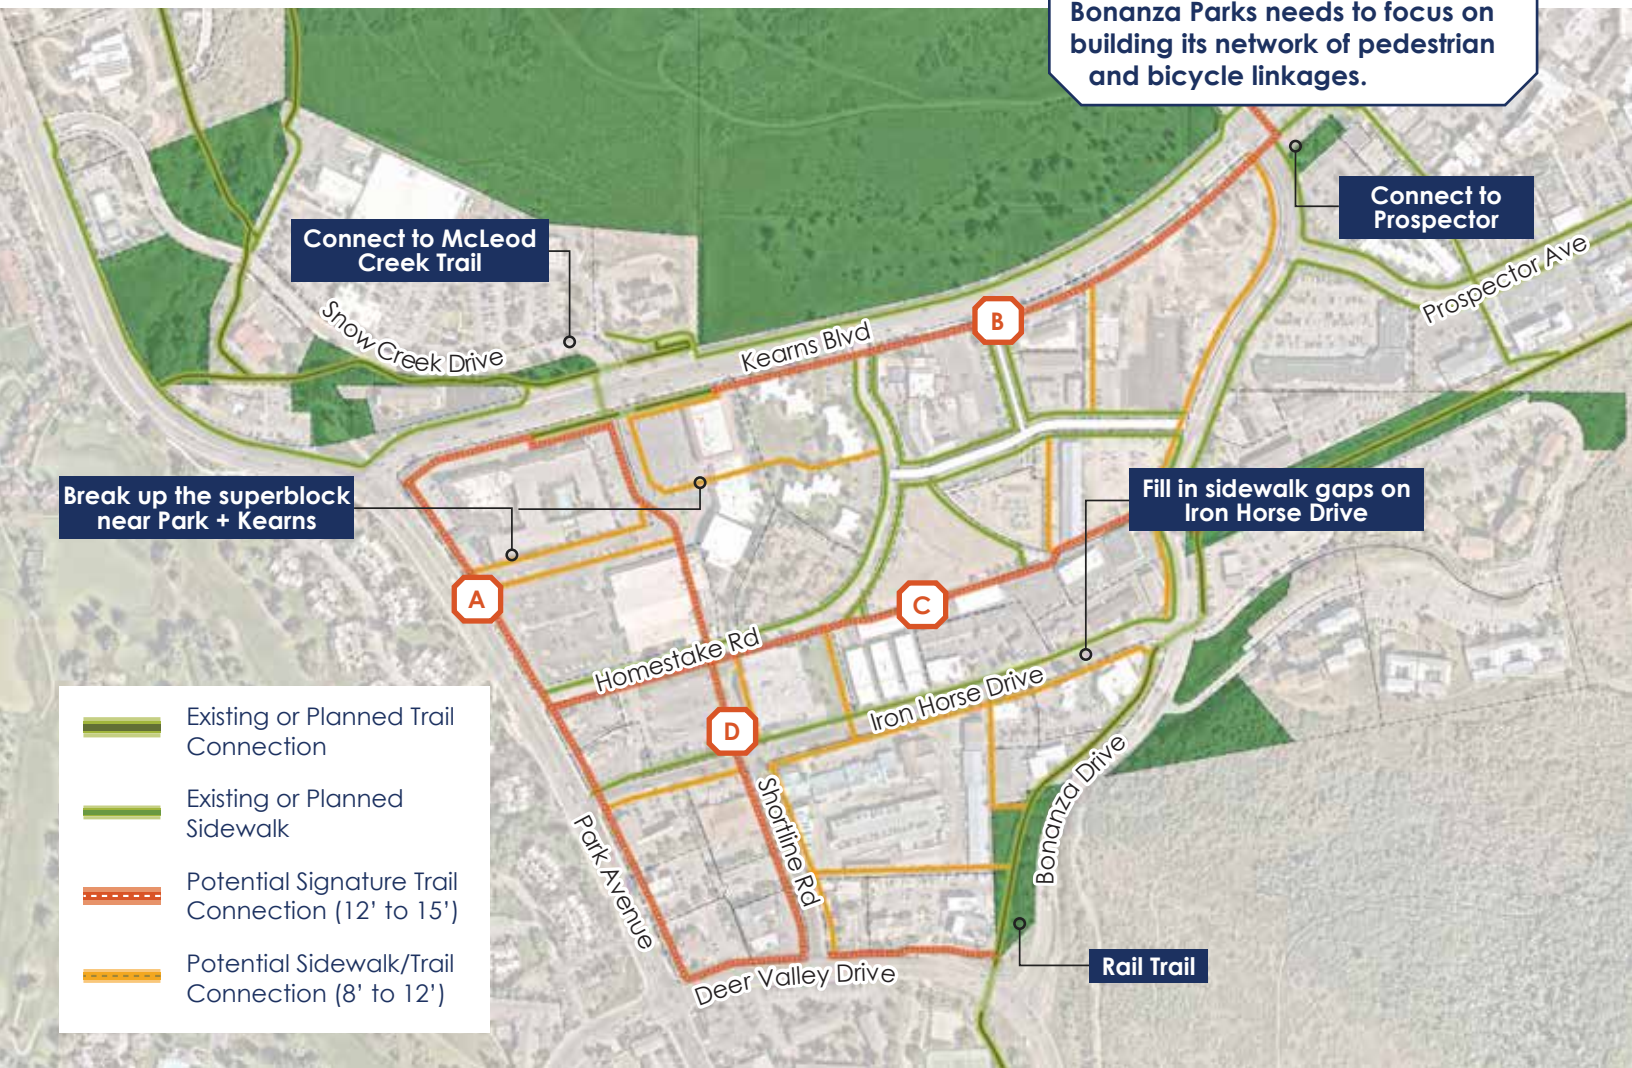 Bonanza Parks needs to focus on
building its network of pedestrian
and bicycle linkages.
Connect to
Prospector
Connect to McLeod
Creek Trail
Prospector Ave
Snow Creek Drive
Kearns Blvd
B
Break up the superblock
near Park + Kearns
Fill in sidewalk gaps on
Iron Horse Drive
A
C
Homestake Rd
Iron Horse Drive
D
Shortline Rd
Bonanza Drive
Park Avenue
Deer Valley Drive
Rail Trail
Existing or Planned Trail
Connection
Existing or Planned
Sidewalk
Potential Signature Trail
Connection (12’ to 15’)
Potential Sidewalk/Trail
Connection (8’ to 12’)